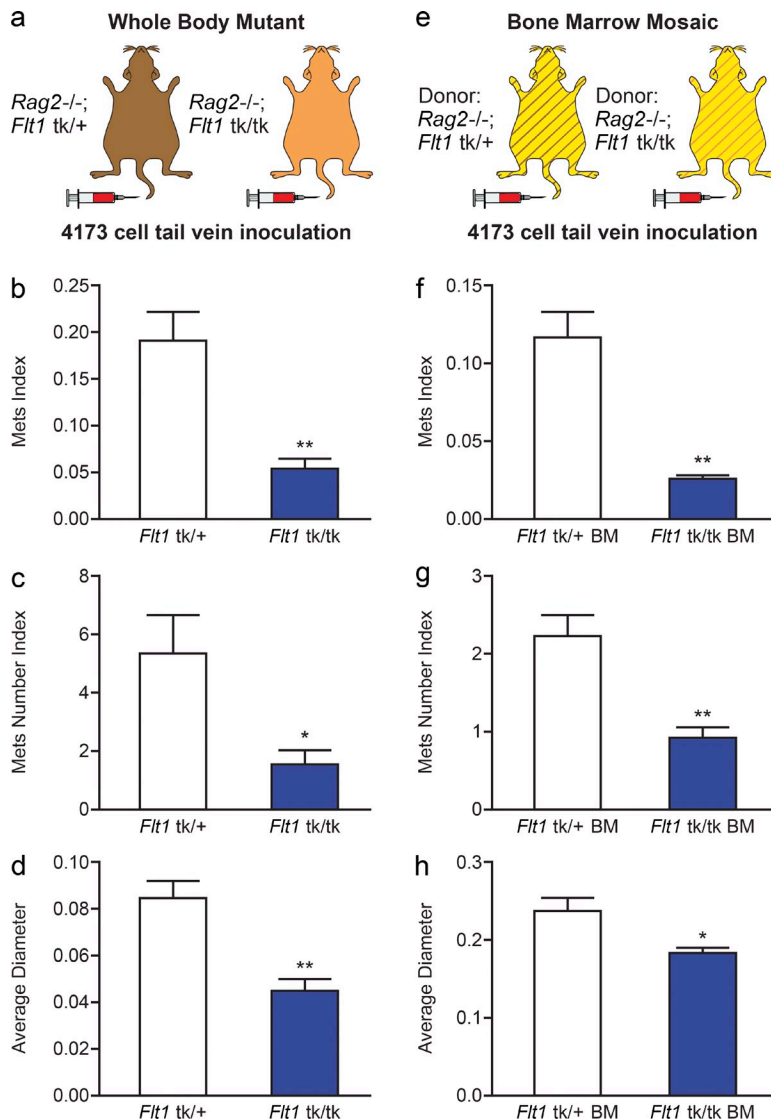 a
Whole Body Mutant
Rag2-/-;
Flt1 tk/+
Rag2-/-;
Flt1 tk/tk
4173 cell tail vein inoculation
b
Mets Index
0.25
0.20
0.15
0.10
0.05
0.00
**
Flt1 tk/+
Flt1 tk/tk
c
Mets Number Index
8
6
4
2
0
*
Flt1 tk/+
Flt1 tk/tk
d
Average Diameter
0.10
0.08
0.06
0.04
0.02
0.00
**
Flt1 tk/+
Flt1 tk/tk
e
Bone Marrow Mosaic
Donor:
Rag2-/-;
Flt1 tk/+
Donor:
Rag2-/-;
Flt1 tk/tk
4173 cell tail vein inoculation
f
Mets Index
0.15
0.10
0.05
0.00
**
Flt1 tk/+ BM
Flt1 tk/tk BM
g
Mets Number Index
3
2
1
0
**
Flt1 tk/+ BM
Flt1 tk/tk BM
h
Average Diameter
0.3
0.2
0.1
0.0
*
Flt1 tk/+ BM
Flt1 tk/tk BM